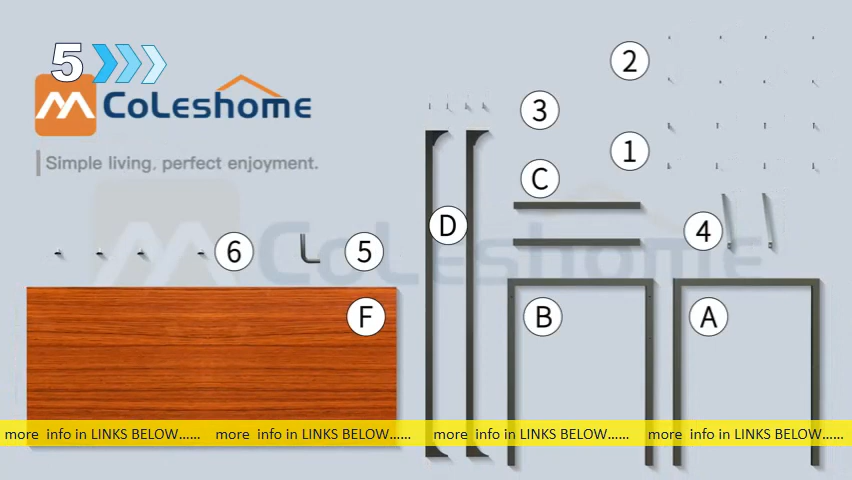 5
COLeSHOMe
Simple living, perfect enjoyment.
2
3
1
C
D
4
6
5
F
B
A
more info in LINKS BELOW...... more info in LINKS BELOW...... more info in LINKS BELOW...... more info in LINKS BELOW......